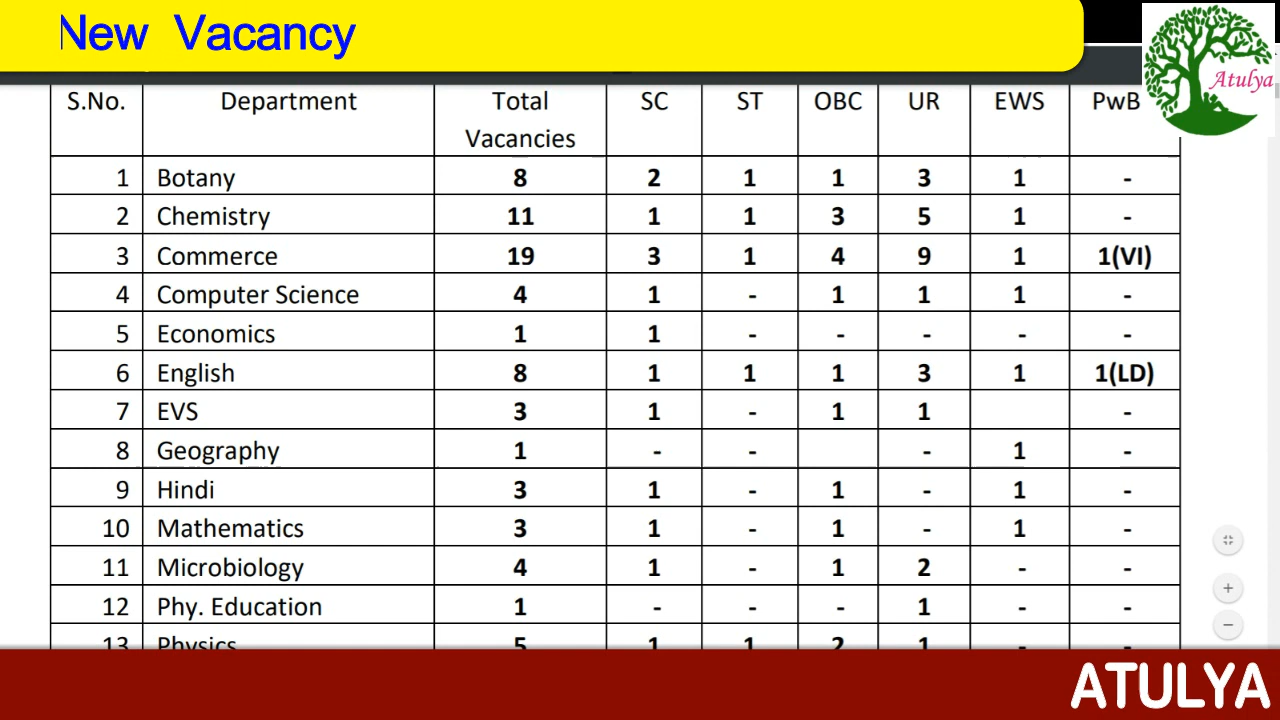 New Vacancy
Atulya
S.No. Department Total Vacancies SC ST OBC UR EWS PwB
1 Botany 8 2 1 1 3 1 -
2 Chemistry 11 1 1 3 5 1 -
3 Commerce 19 3 1 4 9 1 1(VI)
4 Computer Science 4 1 - 1 1 1 -
5 Economics 1 1 - - - - -
6 English 8 1 1 1 3 1 1(LD)
7 EVS 3 1 - 1 1 -
8 Geography 1 - - - 1 -
9 Hindi 3 1 - 1 - 1 -
10 Mathematics 3 1 - 1 - 1 -
11 Microbiology 4 1 - 1 2 - -
12 Phy. Education 1 - - - 1 - -
13 Physics 5 1 1 2 1 - -
ATULYA